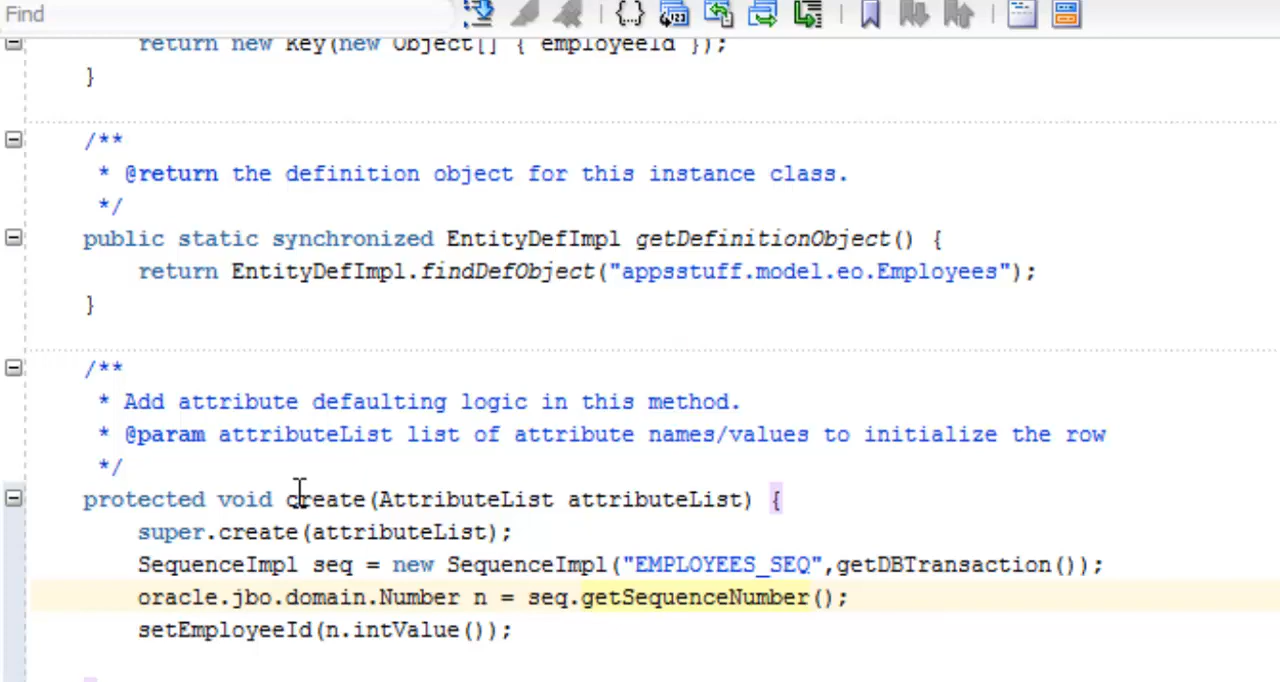 Find
return new Key(new Object[] { employeeId });
}
/**
* @return the definition object for this instance class.
*/
public static synchronized EntityDefImpl getDefinitionObject() {
return EntityDefImpl.findDefObject("appsstuff.model.eo.Employees");
}
/**
* Add attribute defaulting logic in this method.
* @param attributeList list of attribute names/values to initialize the row
*/
protected void create(AttributeList attributeList) {
super.create(attributeList);
SequenceImpl seq = new SequenceImpl("EMPLOYEES_SEQ",getDBTransaction());
oracle.jbo.domain.Number n = seq.getSequenceNumber();
setEmployeeId(n.intValue());